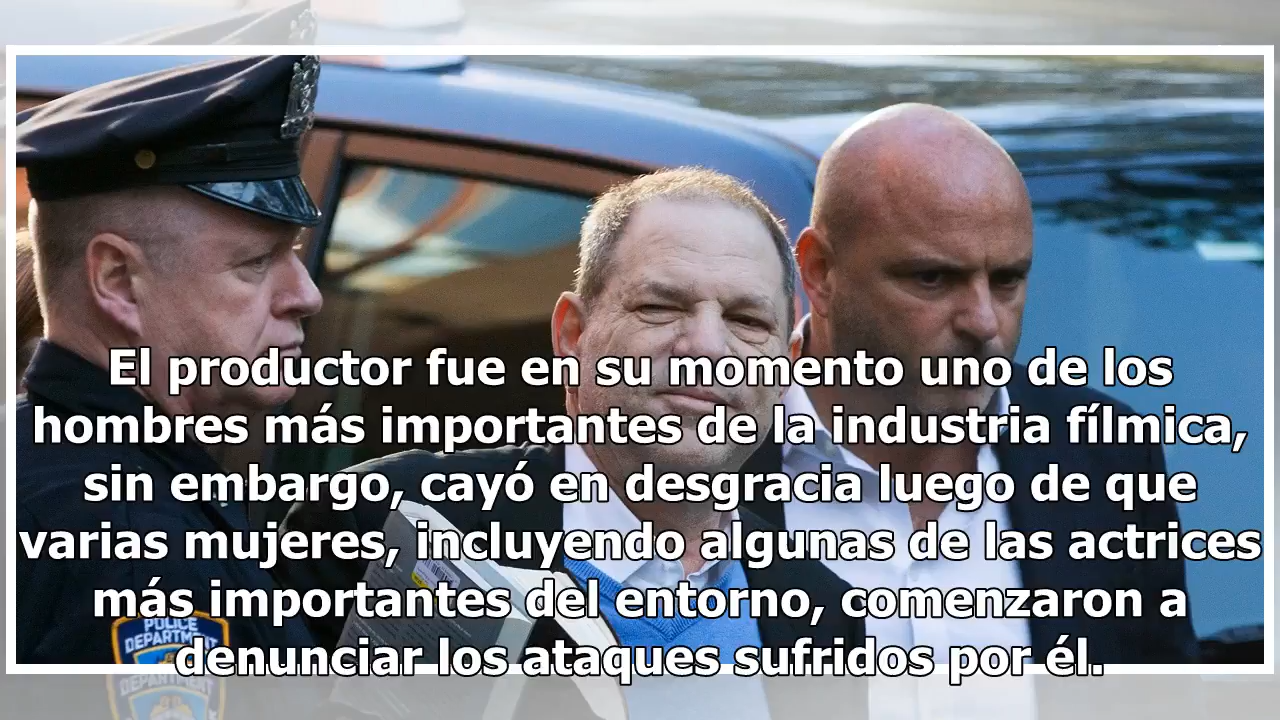 El productor fue en su momento uno de los
hombres más importantes de la industria fílmica,
sin embargo, cayó en desgracia luego de que
varias mujeres, incluyendo algunas de las actrices
más importantes del entorno, comenzaron a
denunciar los ataques sufridos por él.
POLICE
DEPARTMENT